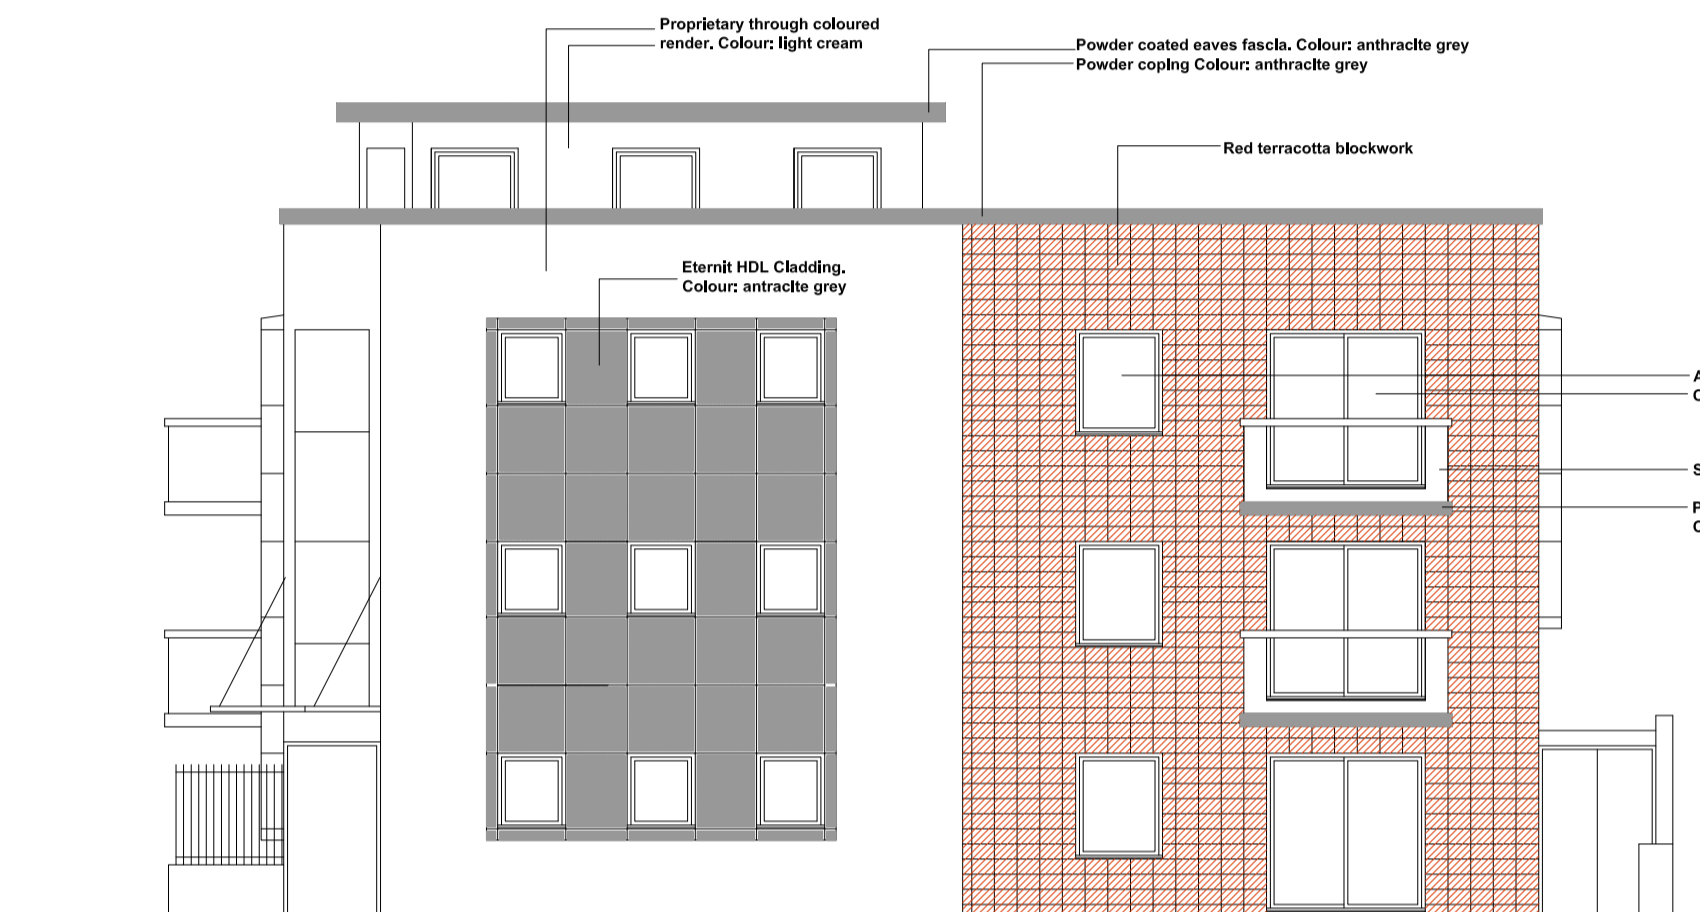 Proprietary through coloured
render. Colour: light cream
Powder coated eaves fascia. Colour: anthracite grey
Powder coping Colour: anthracite grey
Red terracotta blockwork
Eternit HDL Cladding.
Colour: antracite grey